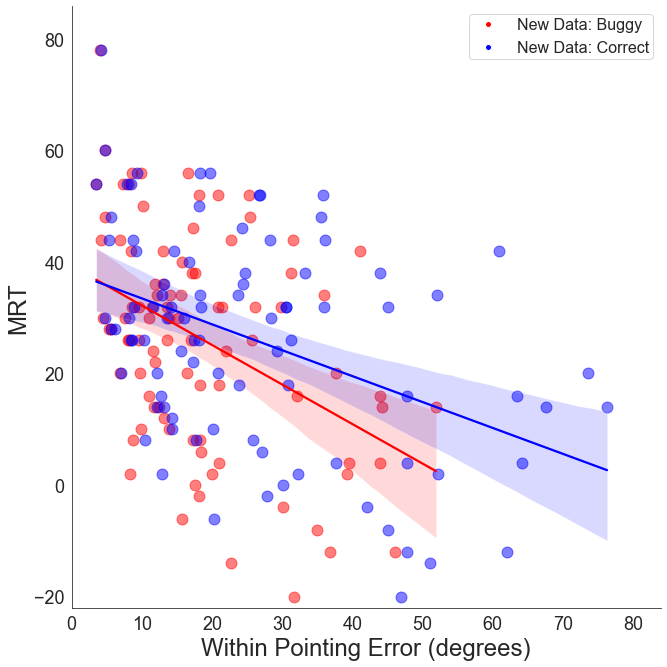 New Data: Buggy
New Data: Correct
80
60
40
20
0
−20
MRT
0 10 20 30 40 50 60 70 80
Within Pointing Error (degrees)